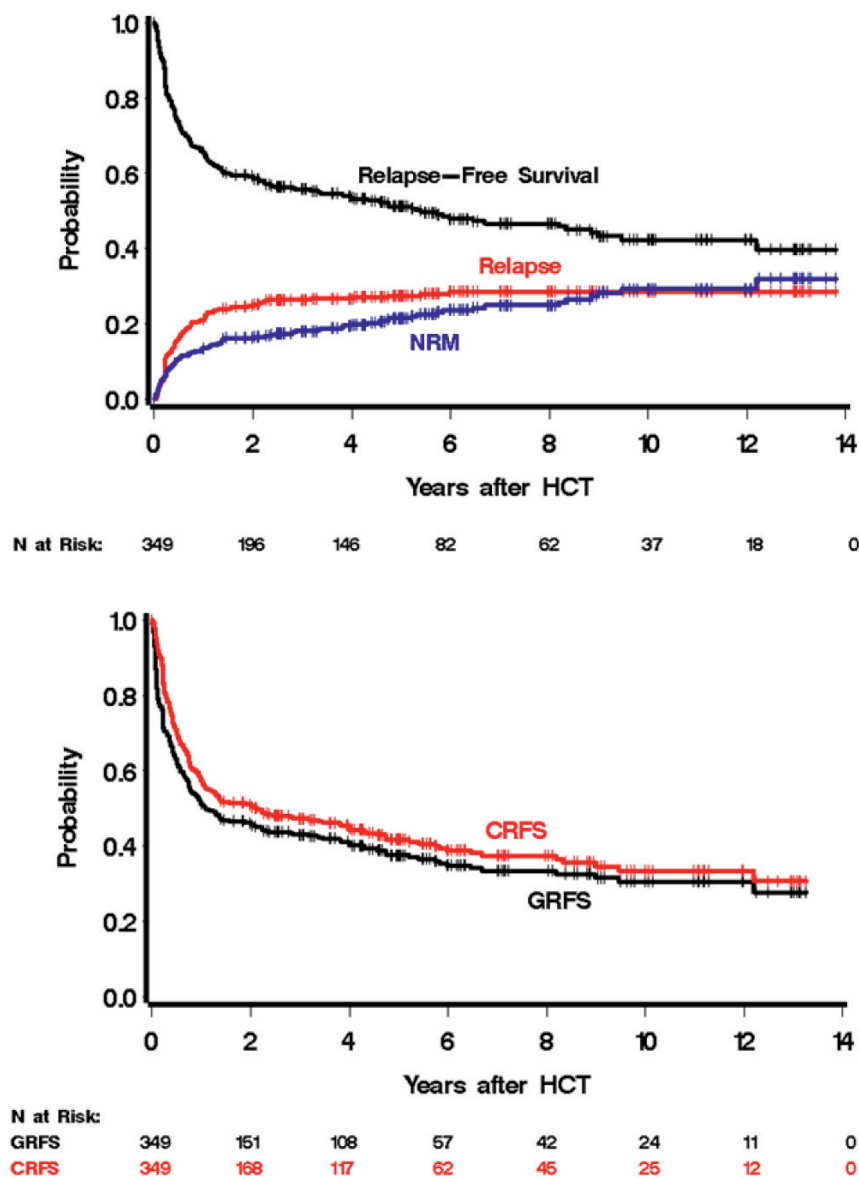 1.0
0.8
0.6
0.4
0.2
0.0
Probability
Relapse—Free Survival
Relapse
NRM
0 2 4 6 8 10 12 14
Years after HCT
N at Risk: 349 196 146 82 62 37 18 0
1.0
0.8
0.6
0.4
0.2
0.0
Probability
CRFS
GRFS
0 2 4 6 8 10 12 14
Years after HCT
N at Risk:
GRFS 349 151 108 57 42 24 11 0
CRFS 349 168 117 62 45 25 12 0